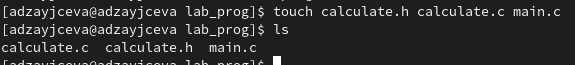 [adzayjceva@adzayjceva lab_prog]$ touch calculate.h calculate.c main.c
[adzayjceva@adzayjceva lab_prog]$ ls
calculate.c  calculate.h  main.c
[adzayjceva@adzayjceva lab_prog]$